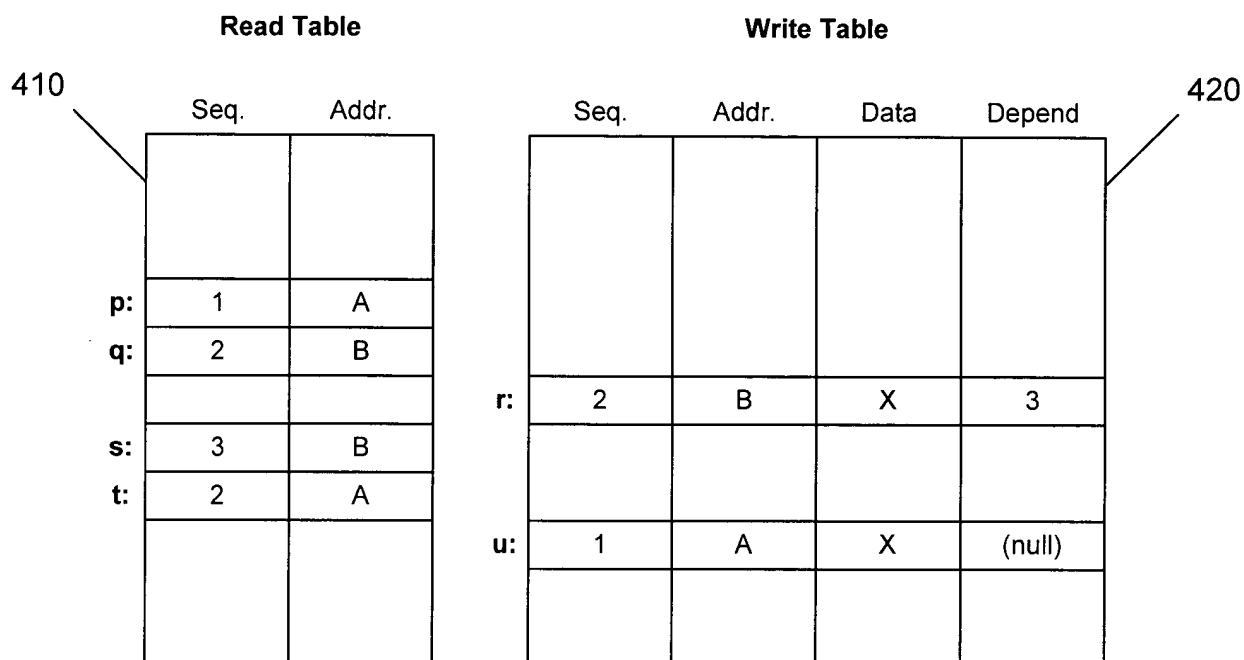 Read Table Write Table
410 420
Seq. Addr. Seq. Addr. Data Depend
p: 1 A
q: 2 B
r: 2 B X 3
s: 3 B
t: 2 A
u: 1 A X (null)